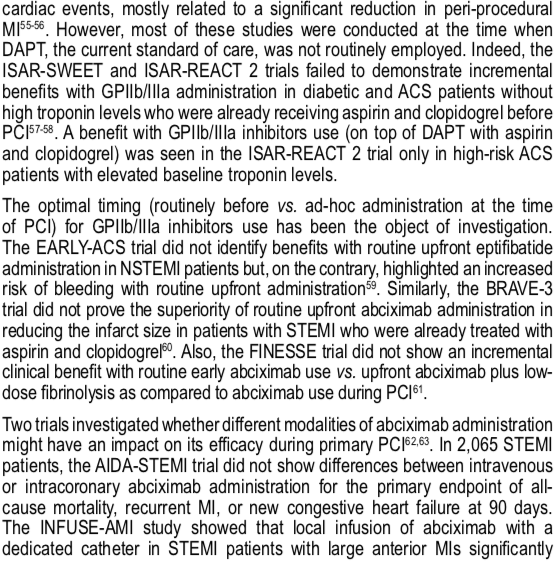 cardiac events, mostly related to a significant reduction in peri-procedural
MI55-56. However, most of these studies were conducted at the time when
DAPT, the current standard of care, was not routinely employed. Indeed, the
ISAR-SWEET and ISAR-REACT 2 trials failed to demonstrate incremental
benefits with GPIIb/IIIa administration in diabetic and ACS patients without
high troponin levels who were already receiving aspirin and clopidogrel before
PCI57-58. A benefit with GPIIb/IIIa inhibitors use (on top of DAPT with aspirin
and clopidogrel) was seen in the ISAR-REACT 2 trial only in high-risk ACS
patients with elevated baseline troponin levels.
The optimal timing (routinely before vs. ad-hoc administration at the time
of PCI) for GPIIb/IIIa inhibitors use has been the object of investigation.
The EARLY-ACS trial did not identify benefits with routine upfront eptifibatide
administration in NSTEMI patients but, on the contrary, highlighted an increased
risk of bleeding with routine upfront administration59. Similarly, the BRAVE-3
trial did not prove the superiority of routine upfront abciximab administration in
reducing the infarct size in patients with STEMI who were already treated with
aspirin and clopidogrel60. Also, the FINESSE trial did not show an incremental
clinical benefit with routine early abciximab use vs. upfront abciximab plus low-
dose fibrinolysis as compared to abciximab use during PCI61.
Two trials investigated whether different modalities of abciximab administration
might have an impact on its efficacy during primary PCI62,63. In 2,065 STEMI
patients, the AIDA-STEMI trial did not show differences between intravenous
or intracoronary abciximab administration for the primary endpoint of all-
cause mortality, recurrent MI, or new congestive heart failure at 90 days.
The INFUSE-AMI study showed that local infusion of abciximab with a
dedicated catheter in STEMI patients with large anterior MIs significantly